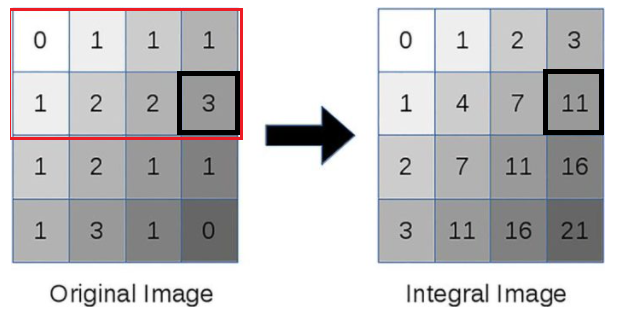 0 1 1 1 0 1 2 3
1 2 2 3 1 4 7 11
1 2 1 1 2 7 11 16
1 3 1 0 3 11 16 21
Original Image Integral Image